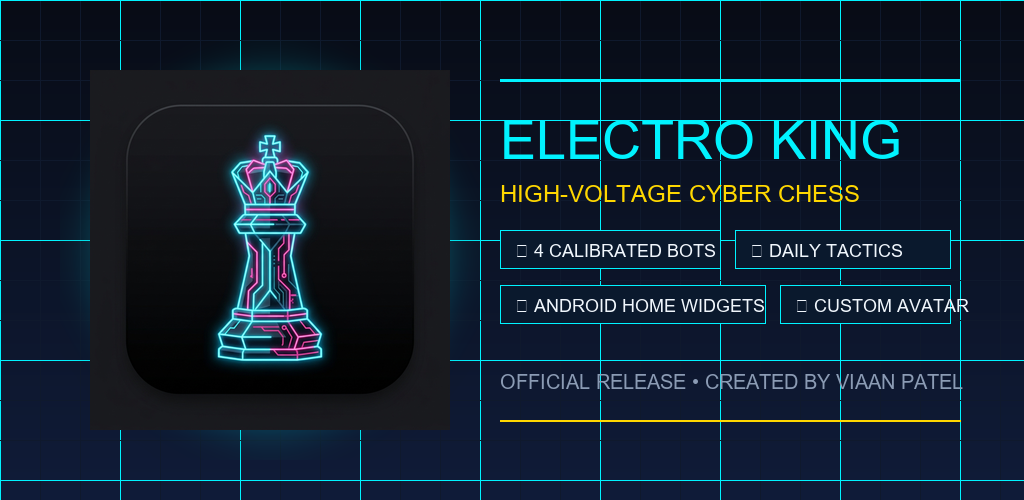 ELECTRO KING
HIGH-VOLTAGE CYBER CHESS
▯ 4 CALIBRATED BOTS ▯ DAILY TACTICS
▯ ANDROID HOME WIDGETS ▯ CUSTOM AVATAR
OFFICIAL RELEASE • CREATED BY VIAAN PATEL